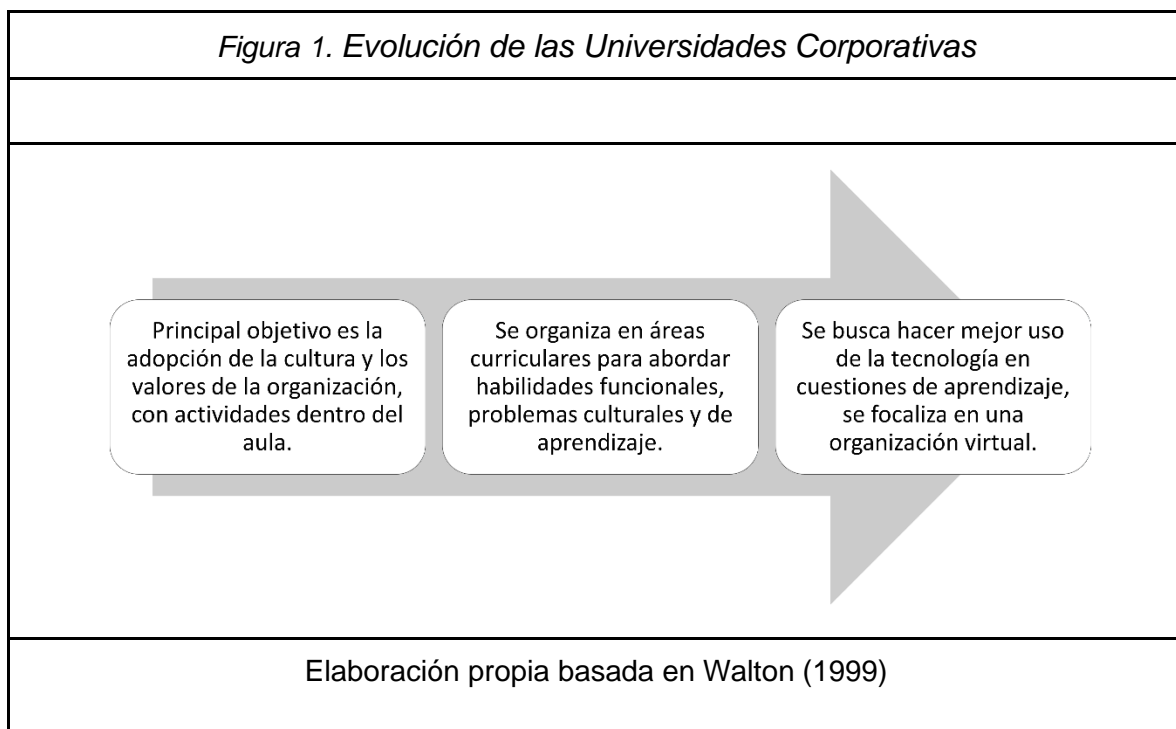 Figura 1. Evolución de las Universidades Corporativas
Principal objetivo es la
adopción de la cultura y los
valores de la organización,
con actividades dentro del
aula.
Se organiza en áreas
curriculares para abordar
habilidades funcionales,
problemas culturales y de
aprendizaje.
Se busca hacer mejor uso
de la tecnología en
cuestiones de aprendizaje,
se focaliza en una
organización virtual.
Elaboración propia basada en Walton (1999)